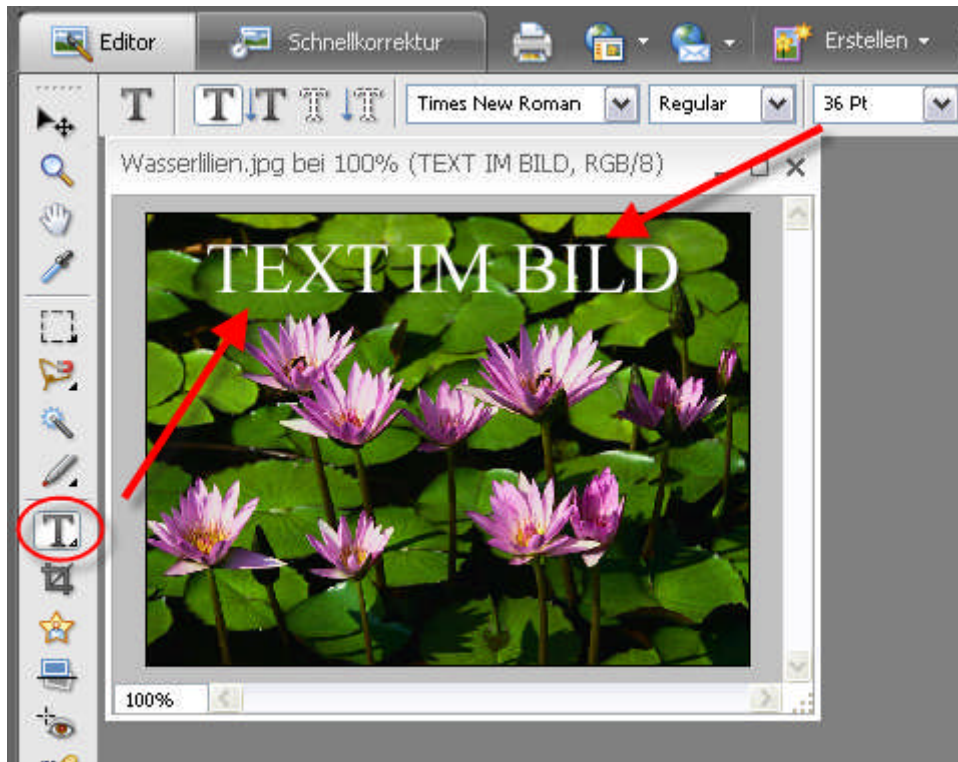 Editor
Schnellkorrektur
Erstellen
T T T T T
Times New Roman
Regular
36 Pt
Wasserlilien.jpg bei 100% (TEXT IM BILD, RGB/8)
TEXT IM BILD
T
100%